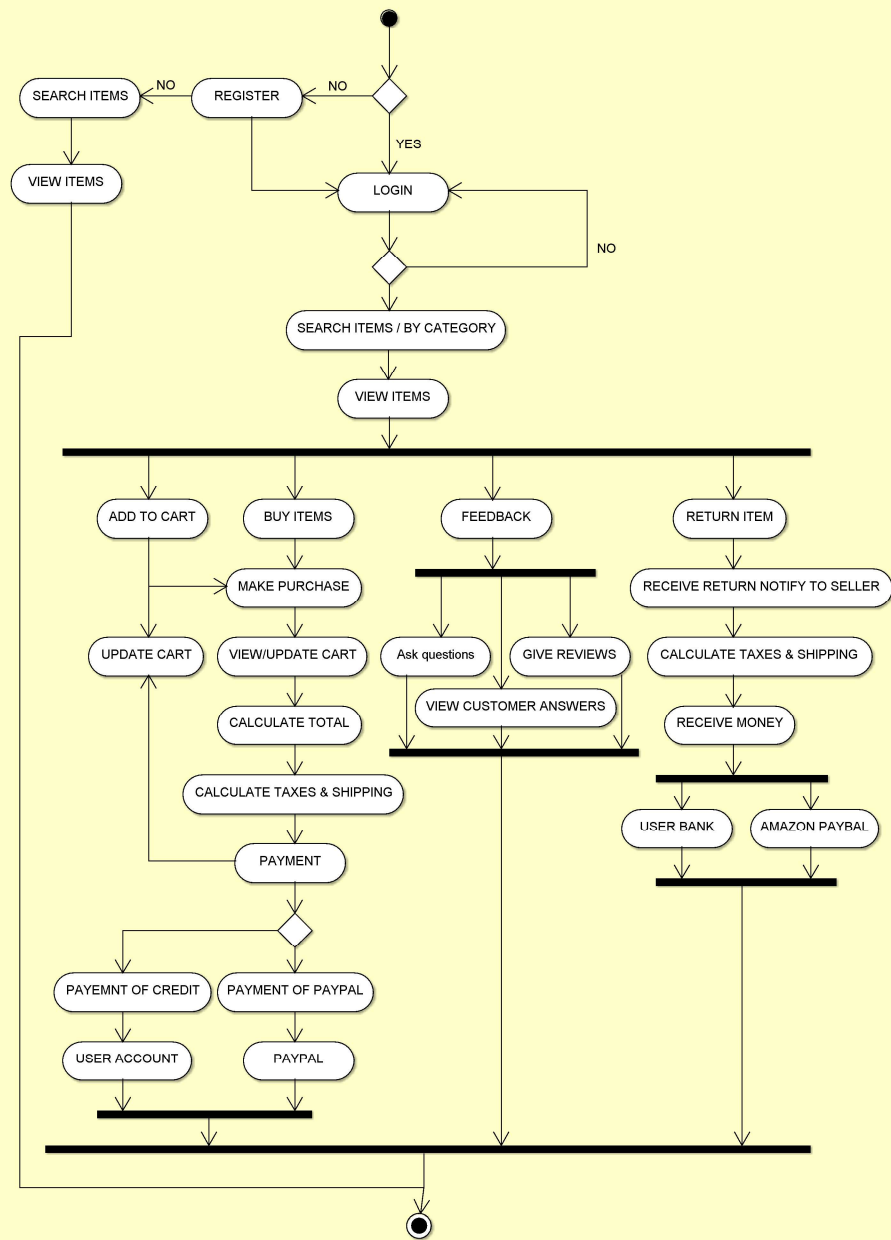 NO
NO
SEARCH ITEMS
REGISTER
YES
VIEW ITEMS
LOGIN
NO
SEARCH ITEMS / BY CATEGORY
VIEW ITEMS
ADD TO CART
BUY ITEMS
FEEDBACK
RETURN ITEM
MAKE PURCHASE
RECEIVE RETURN NOTIFY TO SELLER
UPDATE CART
VIEW/UPDATE CART
Ask questions
GIVE REVIEWS
CALCULATE TAXES & SHIPPING
VIEW CUSTOMER ANSWERS
CALCULATE TOTAL
RECEIVE MONEY
CALCULATE TAXES & SHIPPING
USER BANK
AMAZON PAYBAL
PAYMENT
PAYEMNT OF CREDIT
PAYMENT OF PAYPAL
USER ACCOUNT
PAYPAL